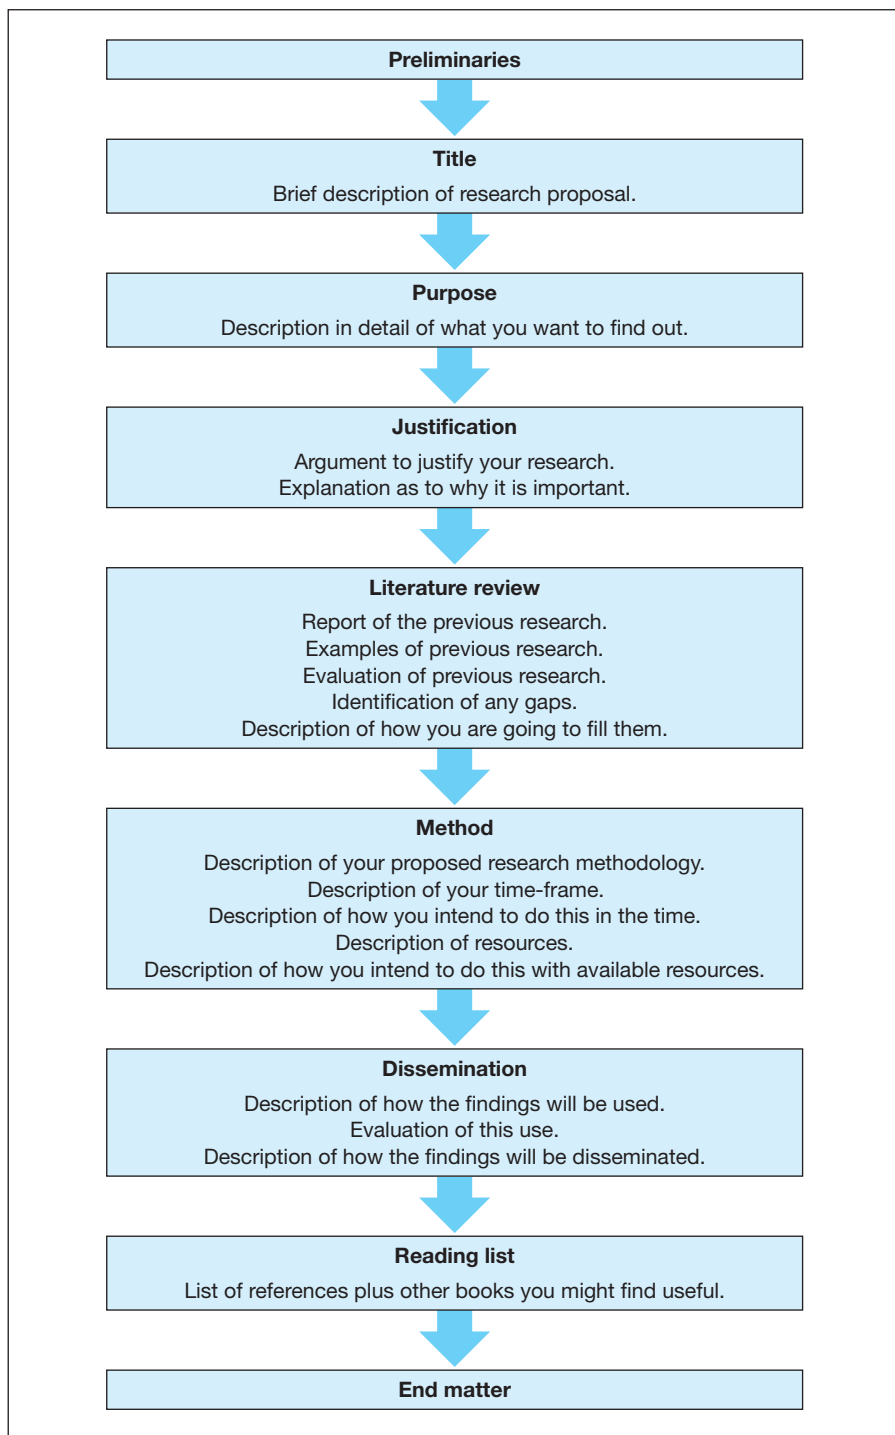 Preliminaries
Title
Brief description of research proposal.
Purpose
Description in detail of what you want to find out.
Justification
Argument to justify your research.
Explanation as to why it is important.
Literature review
Report of the previous research.
Examples of previous research.
Evaluation of previous research.
Identification of any gaps.
Description of how you are going to fill them.
Method
Description of your proposed research methodology.
Description of your time-frame.
Description of how you intend to do this in the time.
Description of resources.
Description of how you intend to do this with available resources.
Dissemination
Description of how the findings will be used.
Evaluation of this use.
Description of how the findings will be disseminated.
Reading list
List of references plus other books you might find useful.
End matter